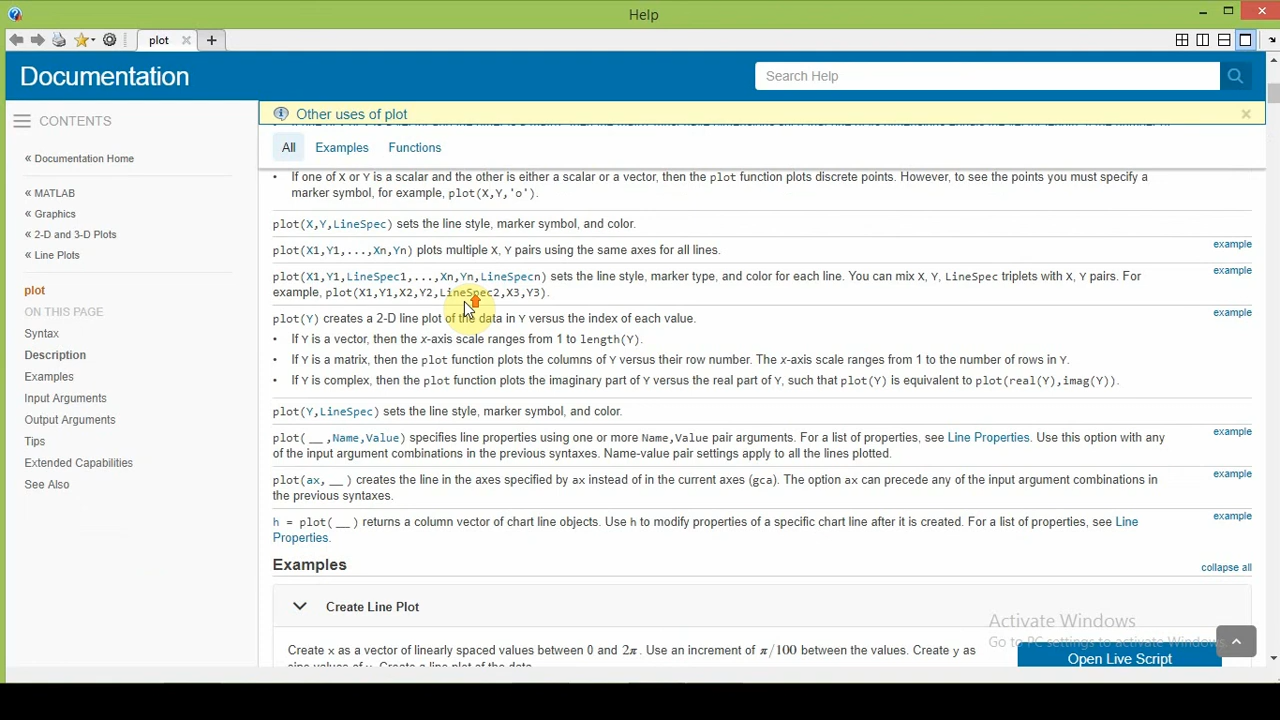 Help
plot
Documentation
Search Help
CONTENTS
« Documentation Home
« MATLAB
« Graphics
« 2-D and 3-D Plots
« Line Plots
plot
ON THIS PAGE
Syntax
Description
Examples
Input Arguments
Output Arguments
Tips
Extended Capabilities
See Also
Other uses of plot
All Examples Functions
• If one of X or Y is a scalar and the other is either a scalar or a vector, then the plot function plots discrete points. However, to see the points you must specify a
marker symbol, for example, plot(X,Y,'o').
plot(X,Y,LineSpec) sets the line style, marker symbol, and color.
plot(X1,Y1,...,Xn,Yn) plots multiple X, Y pairs using the same axes for all lines.
example
plot(X1,Y1,LineSpec1,...,Xn,Yn,LineSpecn) sets the line style, marker type, and color for each line. You can mix X, Y, LineSpec triplets with X, Y pairs. For
example, plot(X1,Y1,X2,Y2,LineSpec2,X3,Y3).
example
plot(Y) creates a 2-D line plot of the data in Y versus the index of each value.
example
• If Y is a vector, then the x-axis scale ranges from 1 to length(Y).
• If Y is a matrix, then the plot function plots the columns of Y versus their row number. The x-axis scale ranges from 1 to the number of rows in Y.
• If Y is complex, then the plot function plots the imaginary part of Y versus the real part of Y, such that plot(Y) is equivalent to plot(real(Y),imag(Y)).
plot(Y,LineSpec) sets the line style, marker symbol, and color.
plot(__,Name,Value) specifies line properties using one or more Name,Value pair arguments. For a list of properties, see Line Properties. Use this option with any
of the input argument combinations in the previous syntaxes. Name-value pair settings apply to all the lines plotted.
example
plot(ax,__) creates the line in the axes specified by ax instead of in the current axes (gca). The option ax can precede any of the input argument combinations in
the previous syntaxes.
example
h = plot(__) returns a column vector of chart line objects. Use h to modify properties of a specific chart line after it is created. For a list of properties, see Line
Properties.
example
Examples
collapse all
Create Line Plot
Create x as a vector of linearly spaced values between 0 and 2π. Use an increment of π/100 between the values. Create y as
sine values of x. Create a line plot of the data.
Open Live Script
Activate Windows
Go to PC settings to activate Windows.